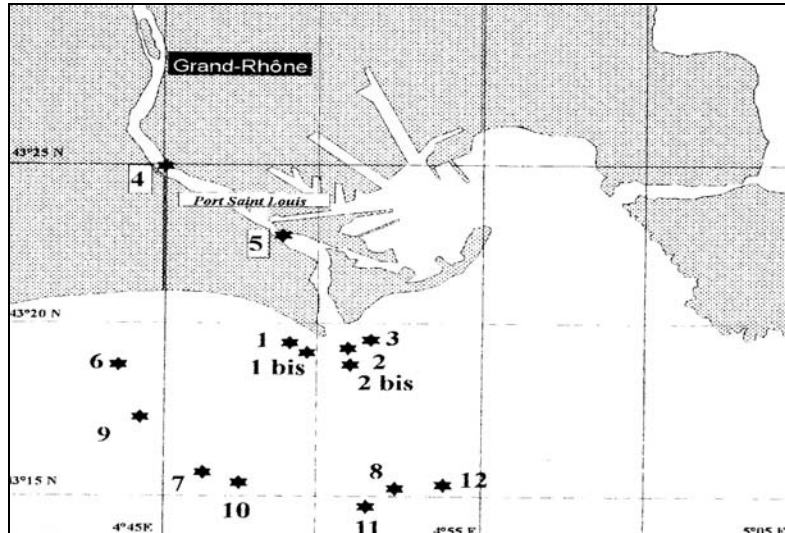 Grand-Rhône
43°25 N
4
Port Saint Louis
5
43°20 N
1
3
1 bis
2
6
2 bis
9
7
8
12
43°15 N
10
11
4°45E
4°55 E
5°05 E